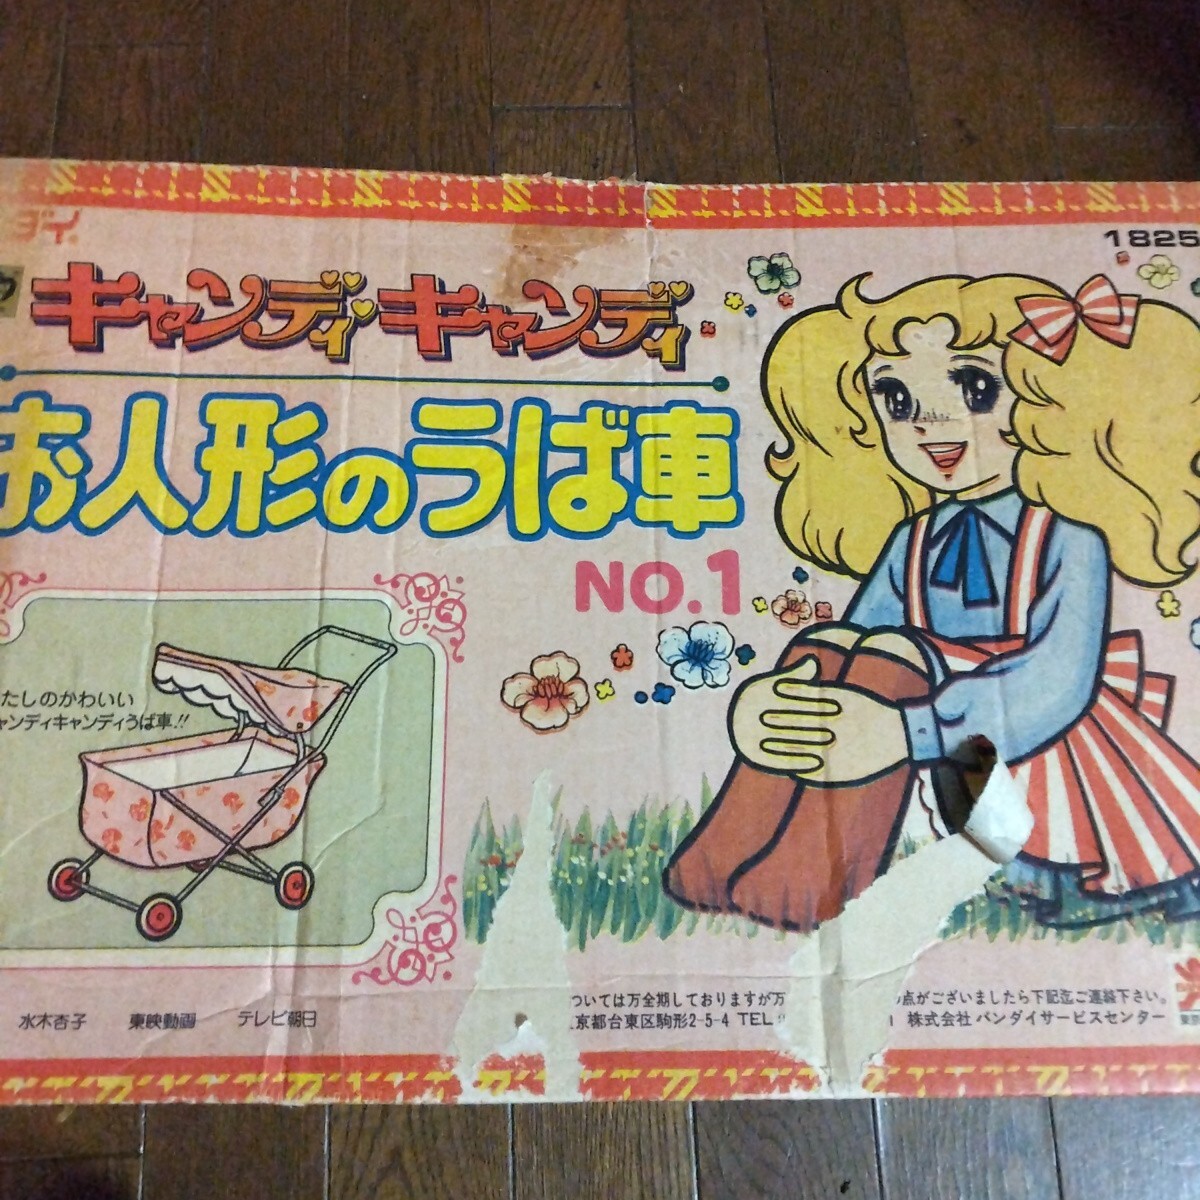 ダイ
1825
キャンディ・キャンディ
お人形のうば車
NO.1
たしのかわいい
ャンディキャンディうば車!!
については万全期しておりますが万
の点がございましたら下記迄ご連絡下さい。
京都台東区駒形2-5-4 TEL
株式会社 バンダイサービスセンター
水木杏子 東映動画 テレビ朝日